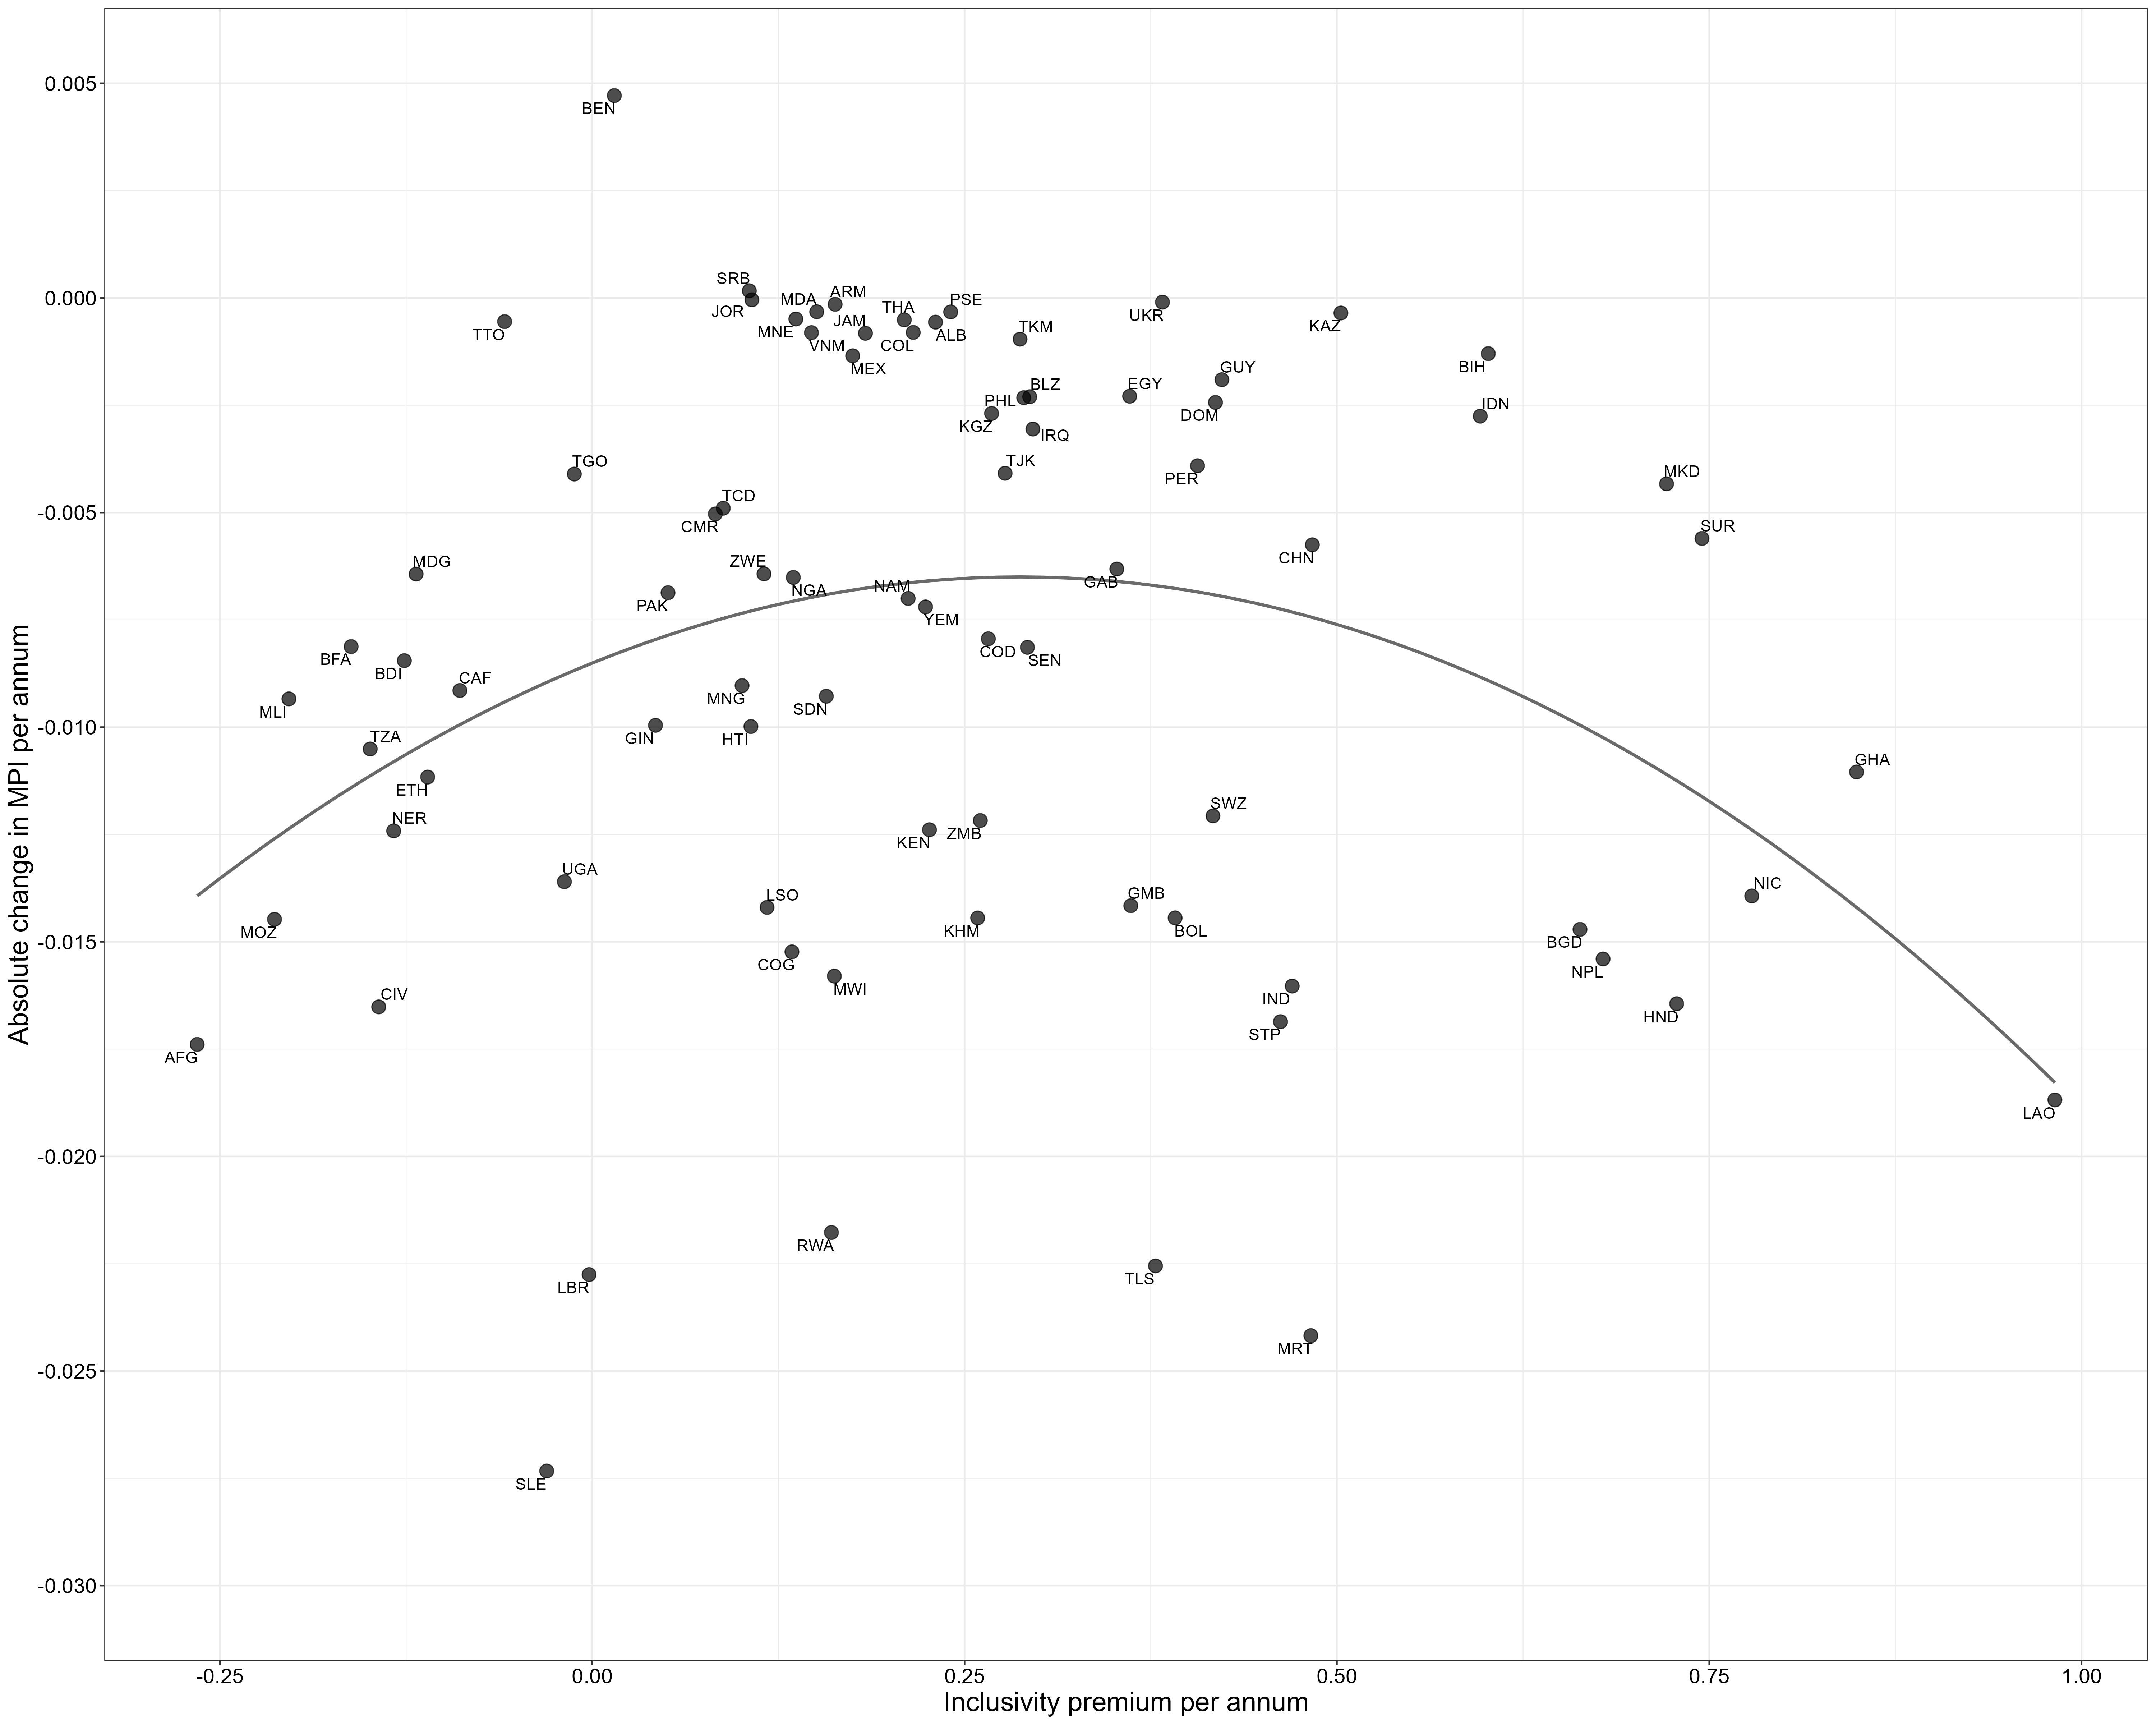 0.005
BEN
SRB
0.000
MDA
ARM
THA
PSE
JOR
UKR
TTO
MNE
JAM
KAZ
VNM
COL
ALB
TKM
MEX
GUY
BIH
BLZ
EGY
PHL
IDN
KGZ
DOM
IRQ
TGO
TJK
PER
MKD
TCD
-0.005
CMR
SUR
MDG
ZWE
CHN
NGA
NAM
GAB
PAK
YEM
BFA
COD
SEN
BDI
CAF
MNG
MLI
SDN
-0.010
TZA
GIN
HTI
GHA
ETH
SWZ
NER
KEN
ZMB
UGA
NIC
LSO
GMB
MOZ
KHM
BOL
-0.015
BGD
COG
NPL
MWI
CIV
IND
HND
STP
AFG
LAO
-0.020
RWA
TLS
LBR
MRT
-0.025
SLE
-0.030
Absolute change in MPI per annum
-0.25
0.00
0.25
0.50
0.75
1.00
Inclusivity premium per annum